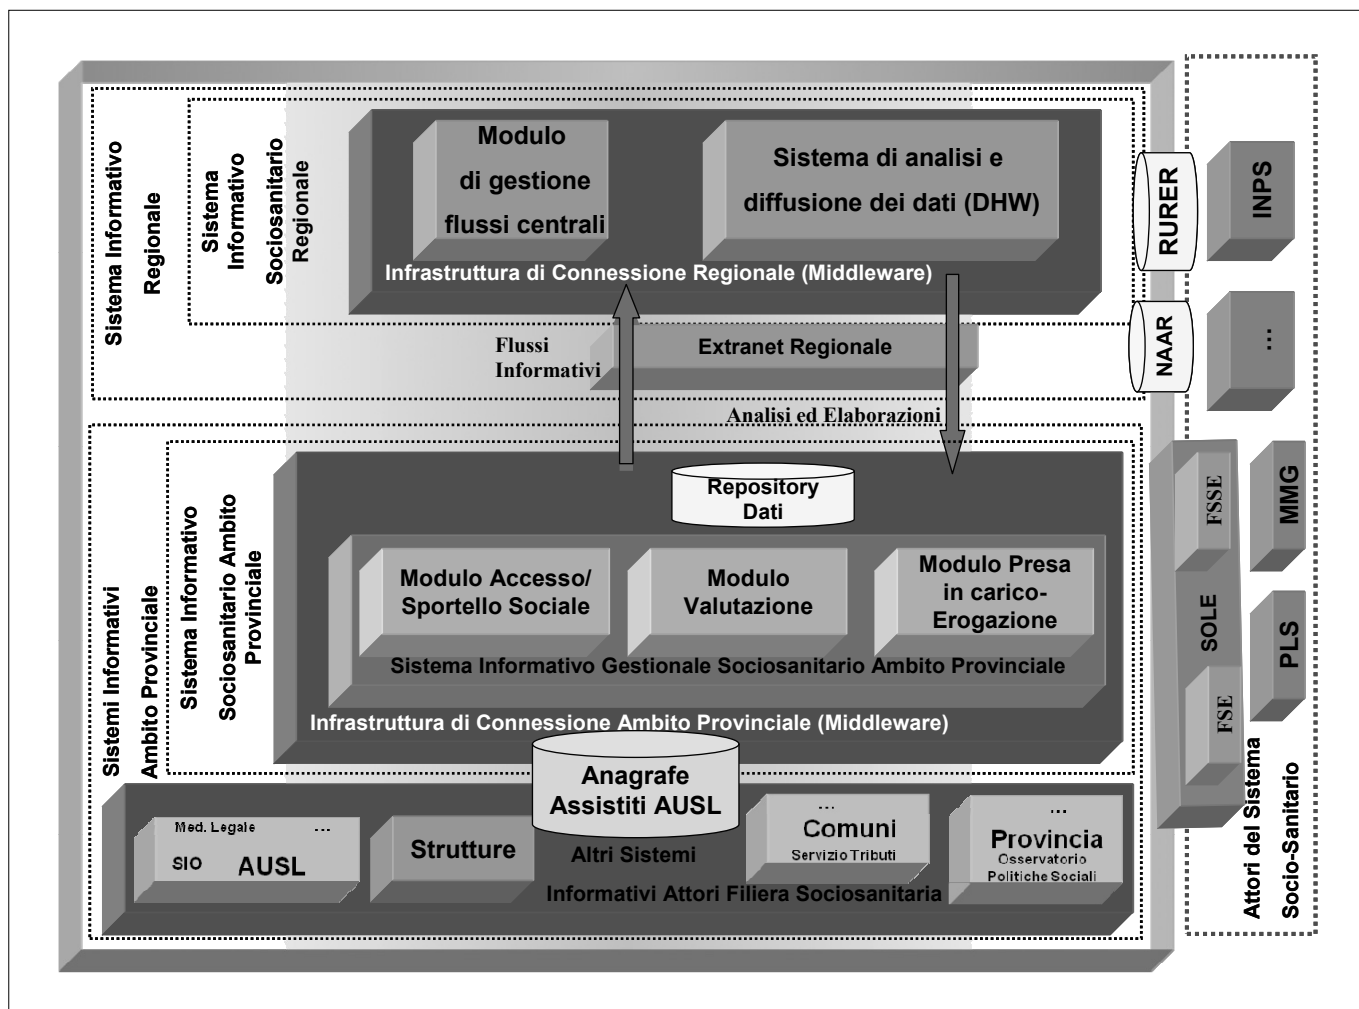 Sistema Informativo
Regionale
Sistema
Informativo
Sociosanitario
Regionale
Modulo
di gestione
flussi centrali
Sistema di analisi e
diffusione dei dati (DHW)
Infrastruttura di Connessione Regionale (Middleware)
RURER
INPS
NAAR
...
Flussi
Informativi
Extranet Regionale
Analisi ed Elaborazioni
Sistemi Informativi
Ambito Provinciale
Sistema Informativo
Sociosanitario Ambito
Provinciale
Repository
Dati
Modulo Accesso/
Sportello Sociale
Modulo
Valutazione
Modulo Presa
in carico-
Erogazione
Sistema Informativo Gestionale Sociosanitario Ambito Provinciale
Infrastruttura di Connessione Ambito Provinciale (Middleware)
FSSE
SOLE
FSE
MMG
PLS
Attori del Sistema
Socio-Sanitario
Anagrafe
Assistiti AUSL
Med. Legale ...
SIO AUSL
Strutture
Altri Sistemi
Informativi Attori Filiera Sociosanitaria
...
Comuni
Servizio Tributi
...
Provincia
Osservatorio
Politiche Sociali